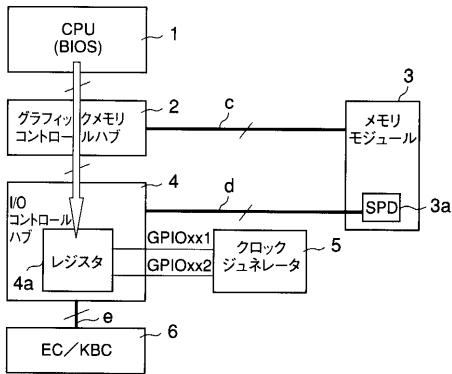 CPU
(BIOS)
1
グラフィックメモリ
コントロールハブ
2
c
3
メモリ
モジュール
4
d
I/O
コントロール
ハブ
SPD
3a
レジスタ
4a
GPIOxx1
GPIOxx2
クロック
ジュネレータ
5
e
EC/KBC
6